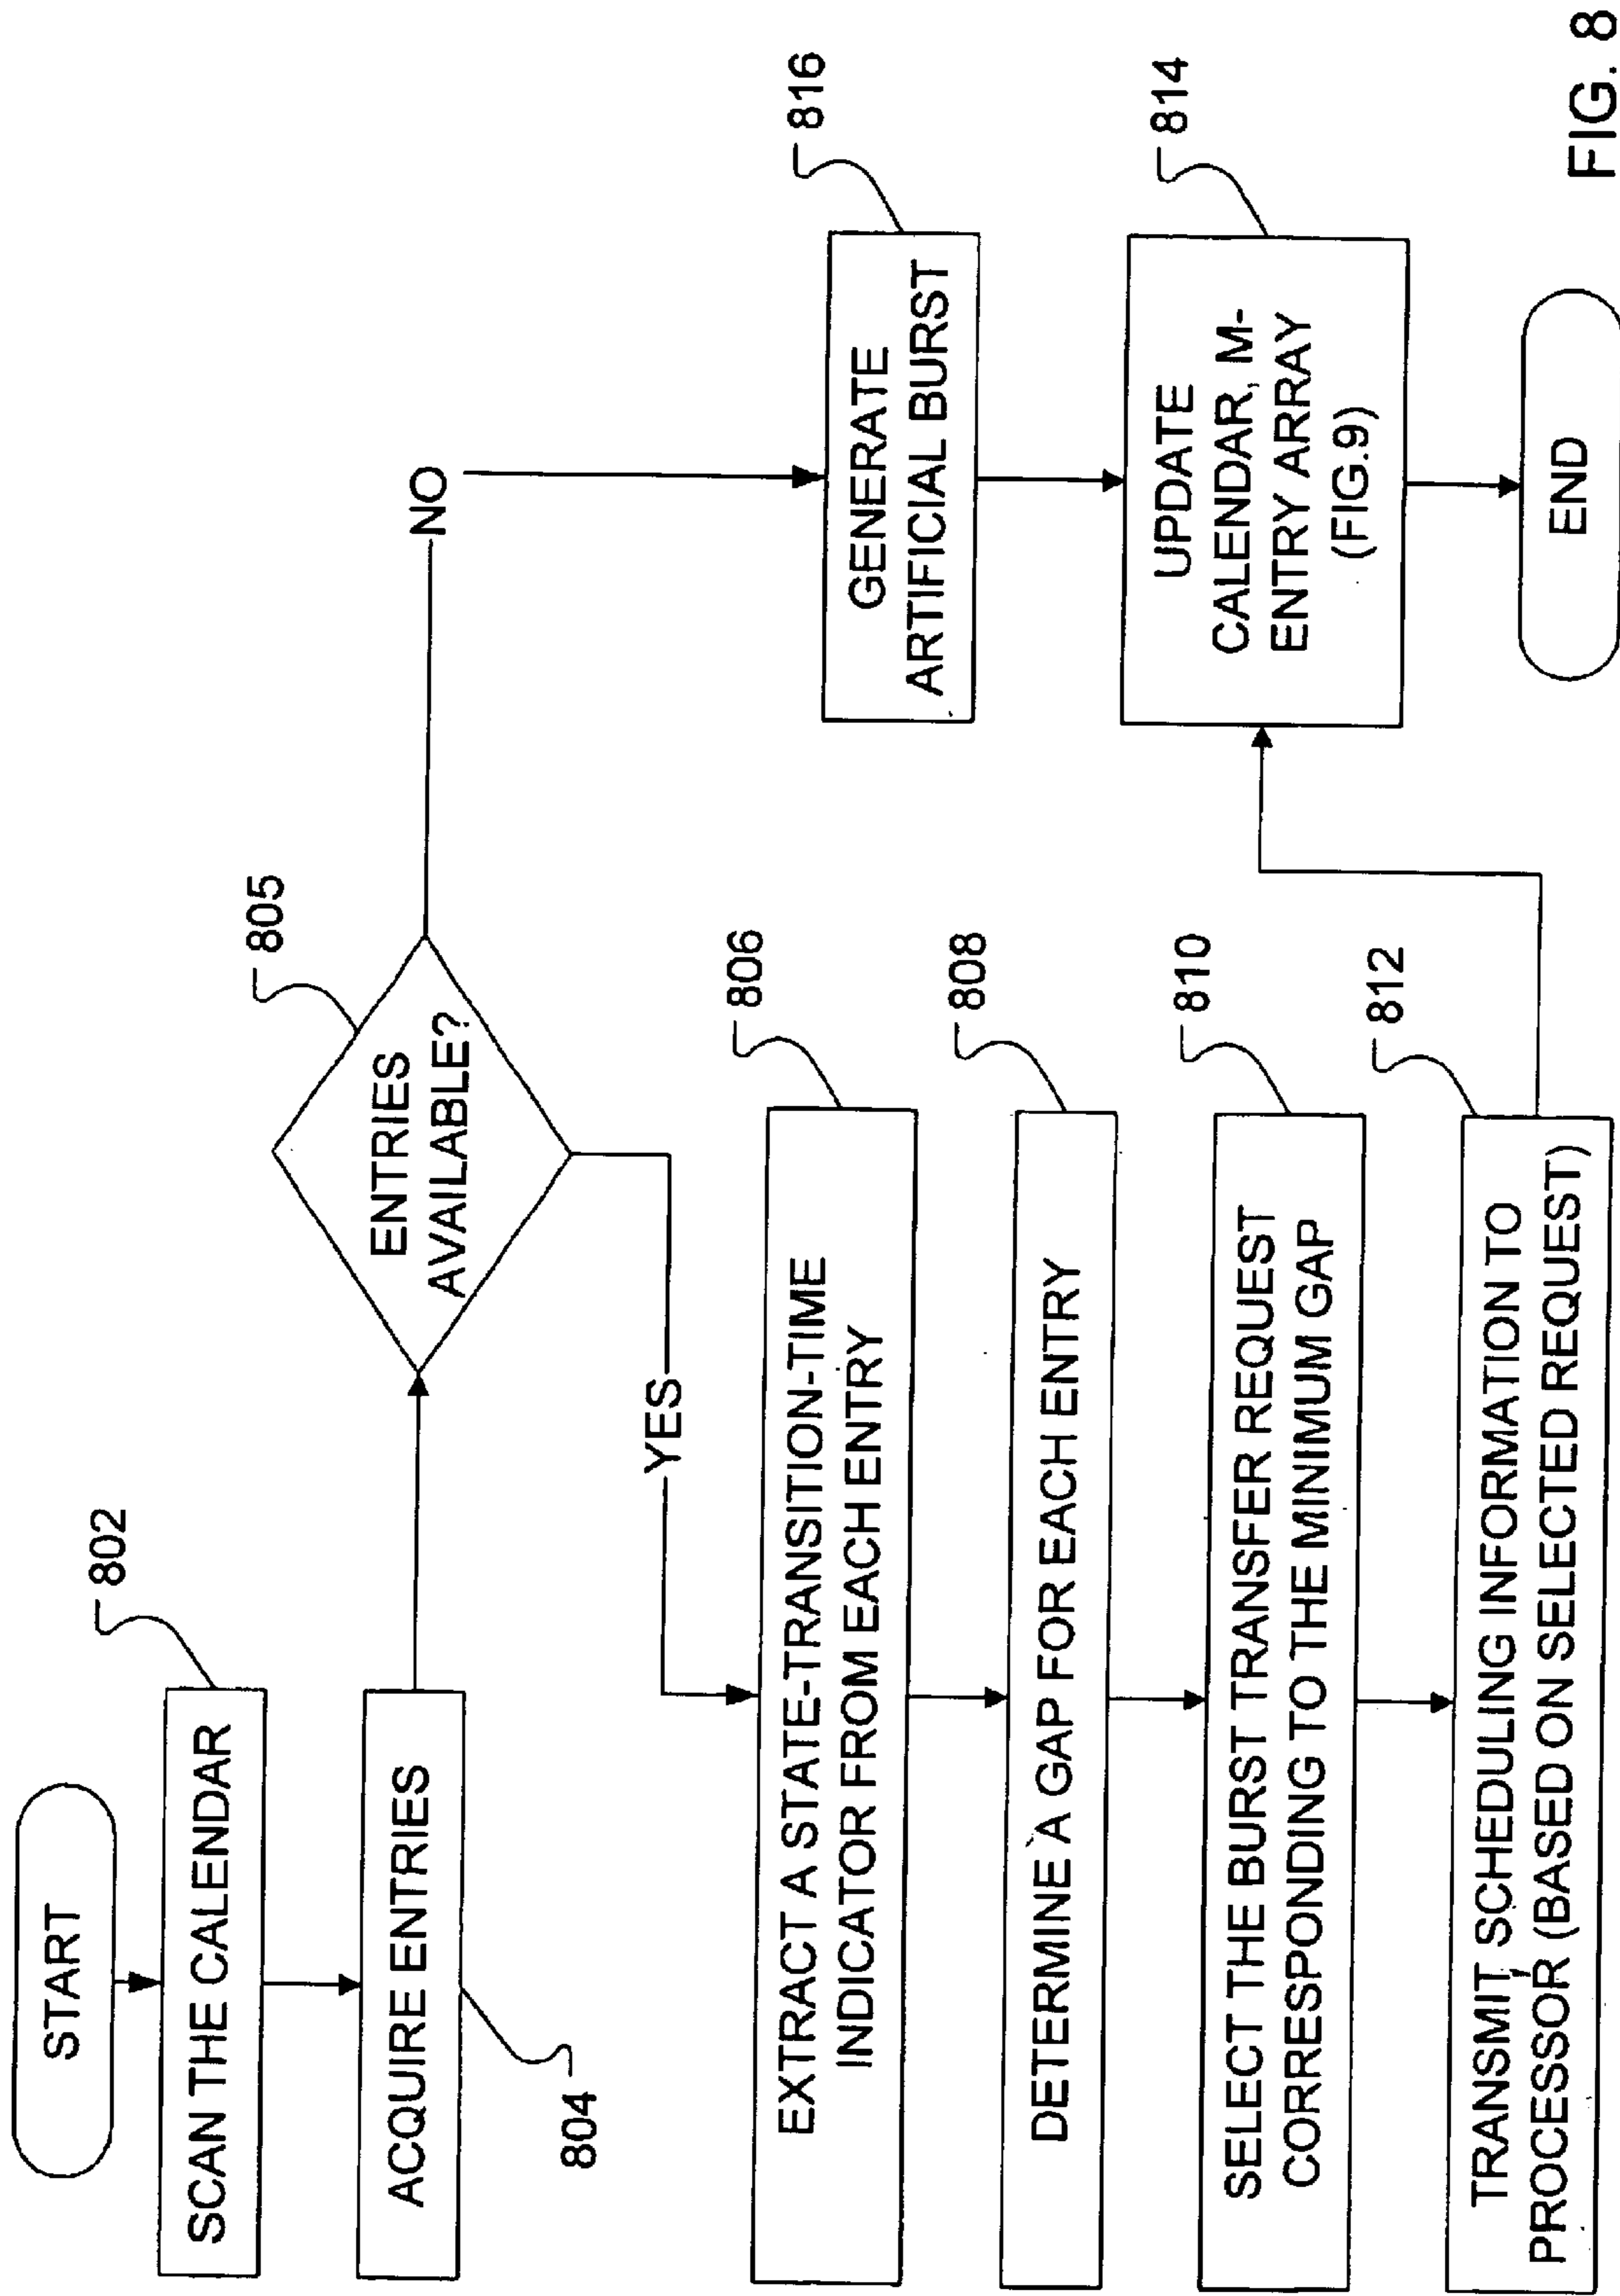 START
SCAN THE CALENDAR
802
ACQUIRE ENTRIES
804
ENTRIES
AVAILABLE?
805
NO
YES
EXTRACT A STATE-TRANSITION-TIME
INDICATOR FROM EACH ENTRY
806
DETERMINE A GAP FOR EACH ENTRY
808
SELECT THE BURST TRANSFER REQUEST
CORRESPONDING TO THE MINIMUM GAP
810
TRANSMIT SCHEDULING INFORMATION TO
PROCESSOR (BASED ON SELECTED REQUEST)
812
GENERATE
ARTIFICIAL BURST
816
UPDATE
CALENDAR, M-
ENTRY ARRAY
(FIG.9)
814
END
FIG. 8